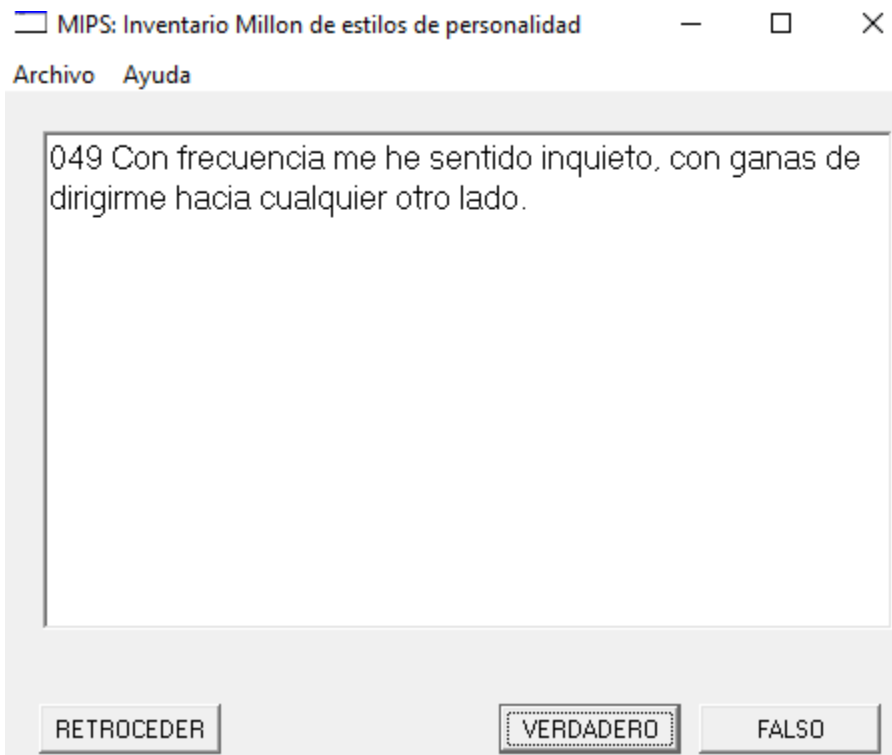 MIPS: Inventario Millon de estilos de personalidad
Archivo Ayuda
049 Con frecuencia me he sentido inquieto, con ganas de
dirigirme hacia cualquier otro lado.
RETROCEDER VERDADERO FALSO